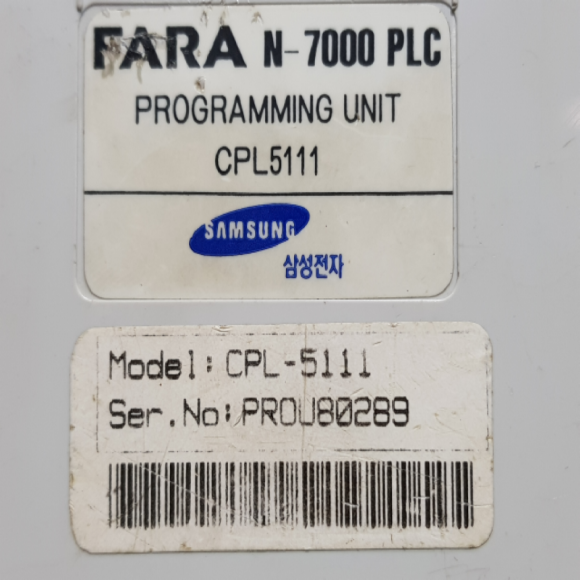 FARA N-7000 PLC
PROGRAMMING UNIT
CPL5111
SAMSUNG
삼성전자
Model: CPL-5111
Ser.No: PROU80289